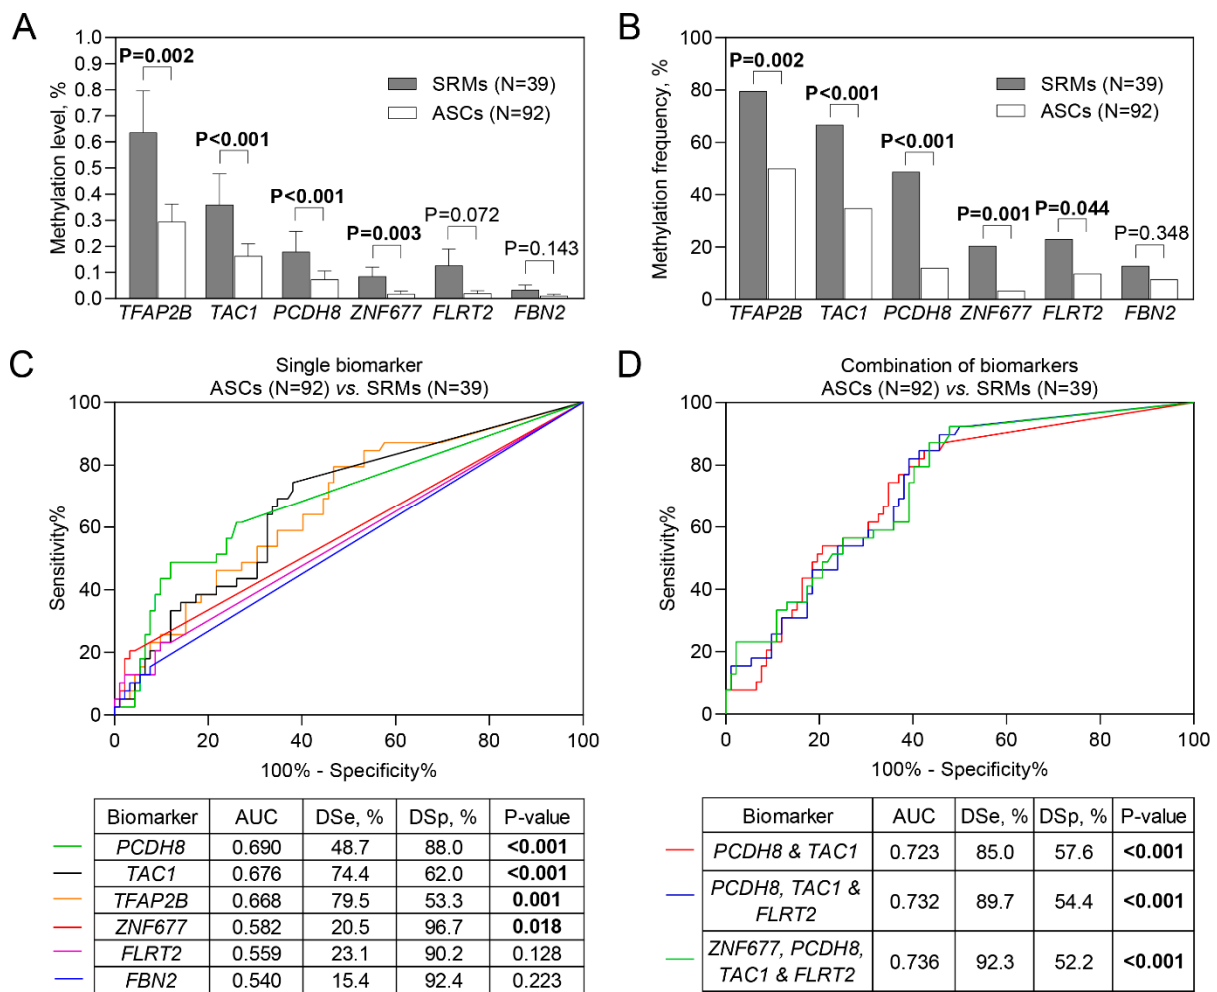 A
Methylation level, %
1.0
0.9
0.8
0.7
0.6
0.5
0.4
0.3
0.2
0.1
0.0
P=0.002
P<0.001
P<0.001
P=0.003
P=0.072
P=0.143
SRMs (N=39)
ASCs (N=92)
TFAP2B TAC1 PCDH8 ZNF677 FLRT2 FBN2
B
Methylation frequency, %
100
80
60
40
20
0
P=0.002
P<0.001
P<0.001
P=0.001
P=0.044
P=0.348
SRMs (N=39)
ASCs (N=92)
TFAP2B TAC1 PCDH8 ZNF677 FLRT2 FBN2
C
Single biomarker
ASCs (N=92) vs. SRMs (N=39)
Sensitivity%
100
80
60
40
20
0
0 20 40 60 80 100
100% - Specificity%
Biomarker AUC DSe, % DSp, % P-value
PCDH8 0.690 48.7 88.0 <0.001
TAC1 0.676 74.4 62.0 <0.001
TFAP2B 0.668 79.5 53.3 0.001
ZNF677 0.582 20.5 96.7 0.018
FLRT2 0.559 23.1 90.2 0.128
FBN2 0.540 15.4 92.4 0.223
D
Combination of biomarkers
ASCs (N=92) vs. SRMs (N=39)
Sensitivity%
100
80
60
40
20
0
0 20 40 60 80 100
100% - Specificity%
Biomarker AUC DSe, % DSp, % P-value
PCDH8 & TAC1 0.723 85.0 57.6 <0.001
PCDH8, TAC1 &
FLRT2 0.732 89.7 54.4 <0.001
ZNF677, PCDH8,
TAC1 & FLRT2 0.736 92.3 52.2 <0.001